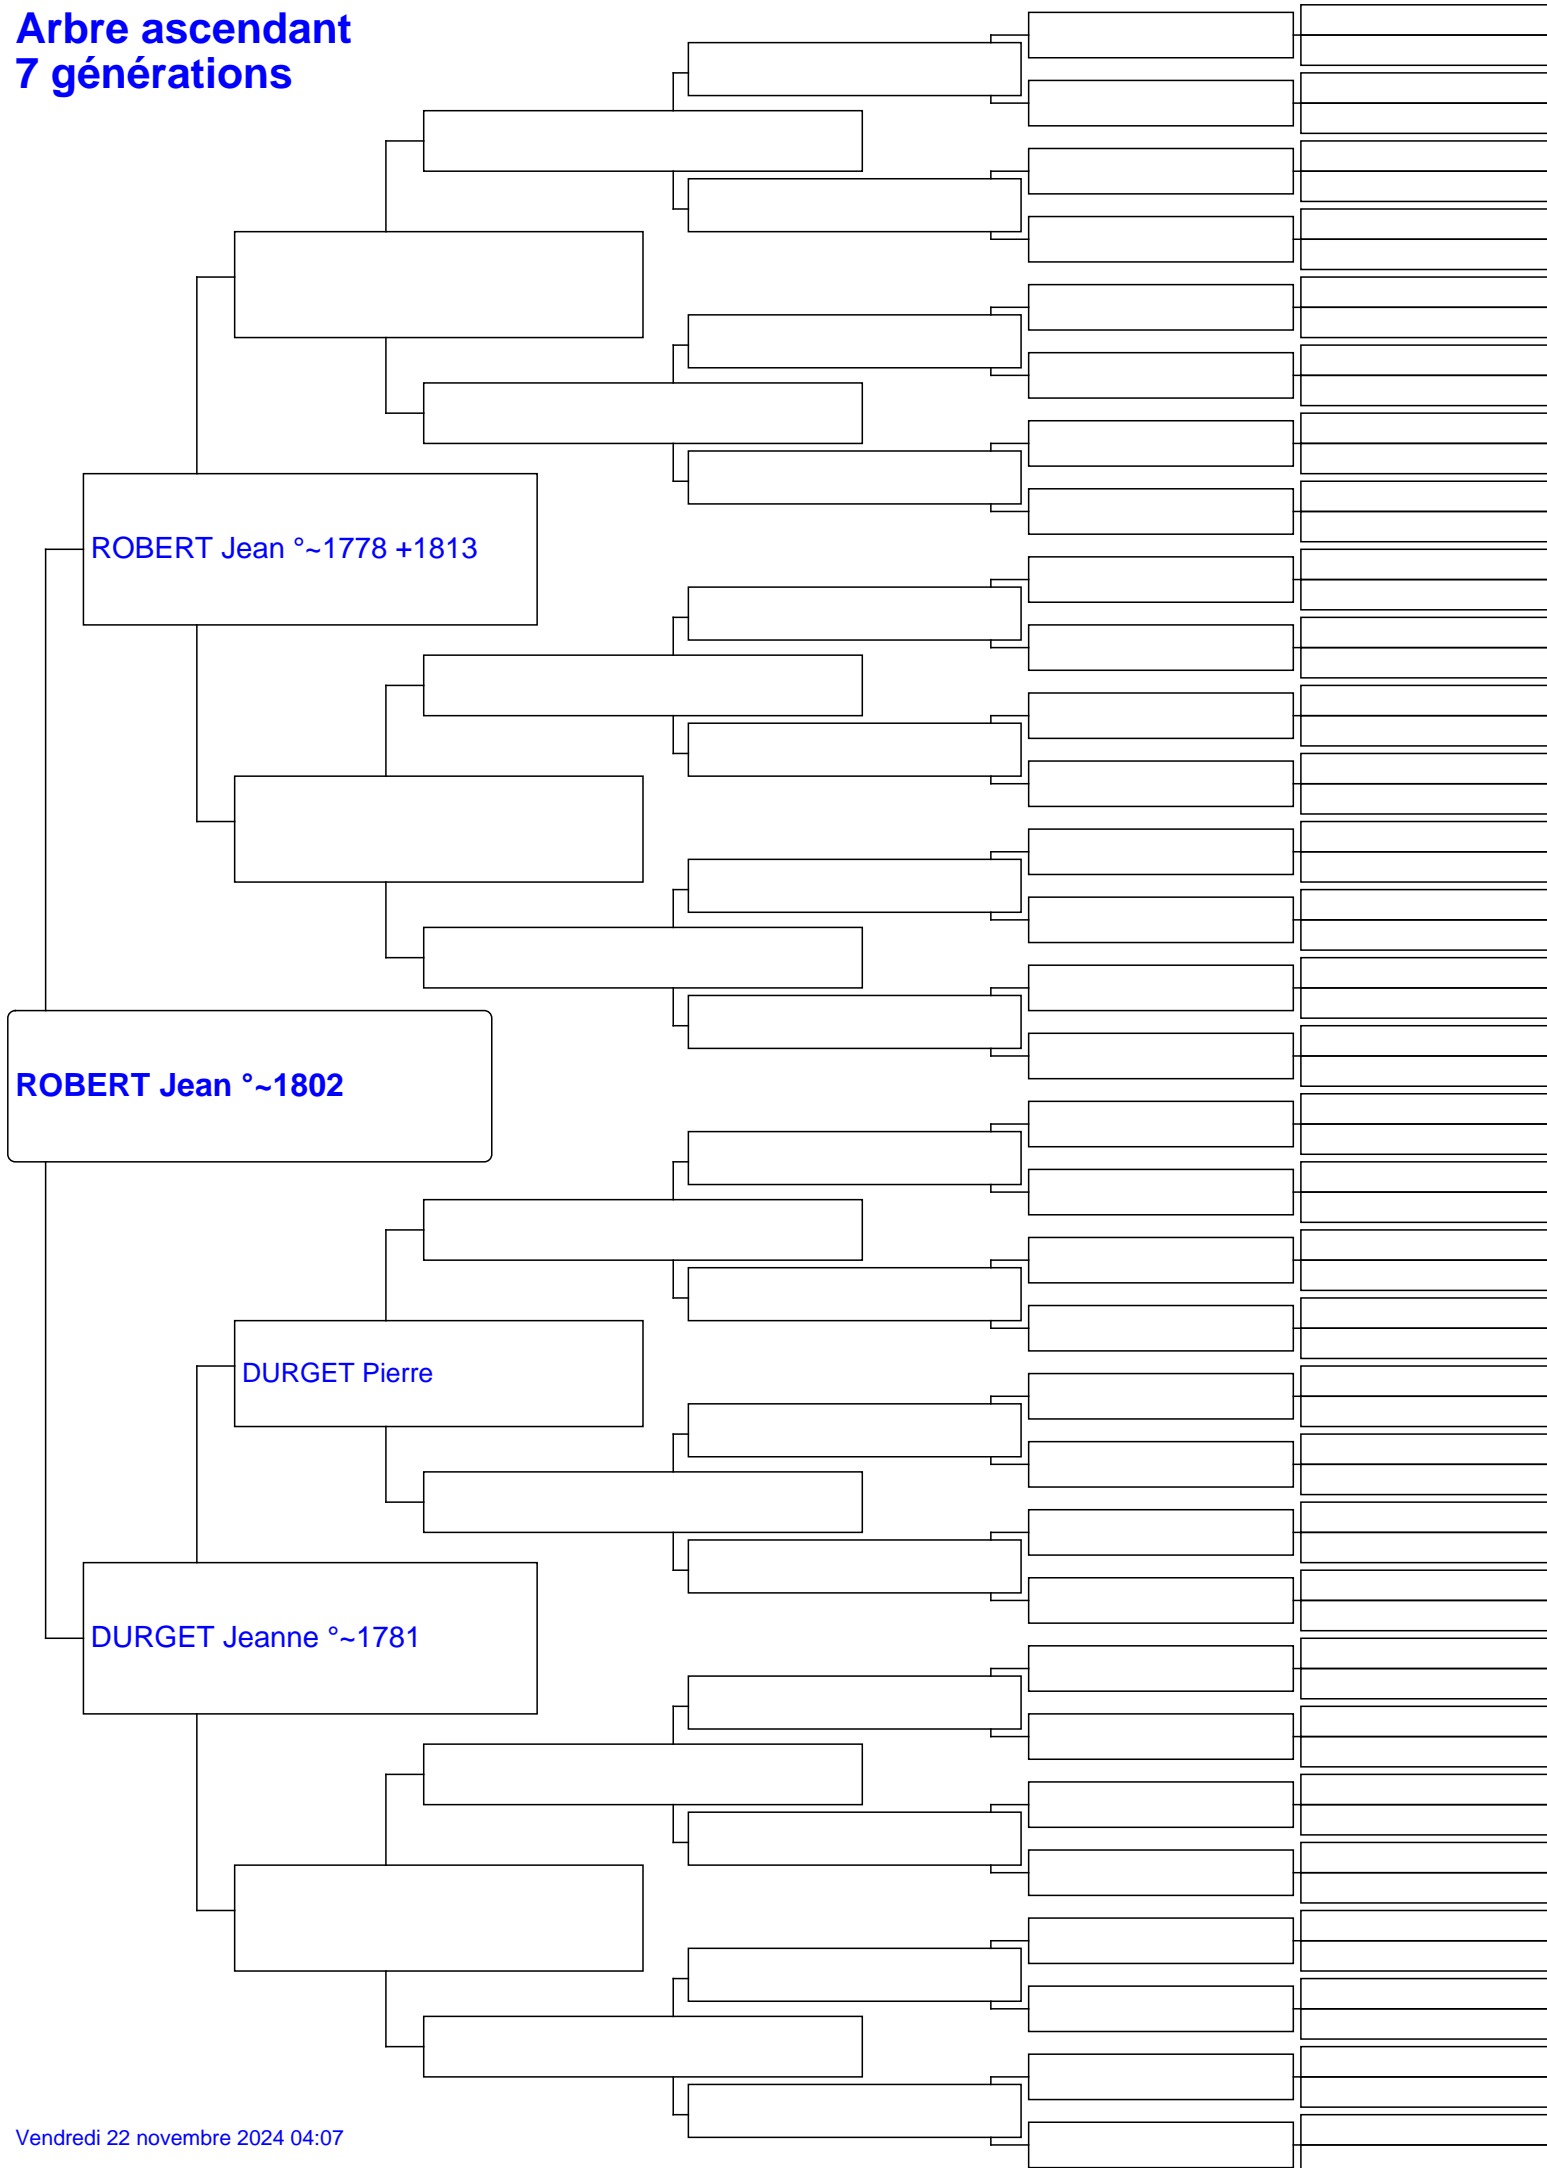 Arbre ascendant
7 générations
ROBERT Jean °~1778 +1813
ROBERT Jean °~1802
DURGET Pierre
DURGET Jeanne °~1781
Vendredi 22 novembre 2024 04:07